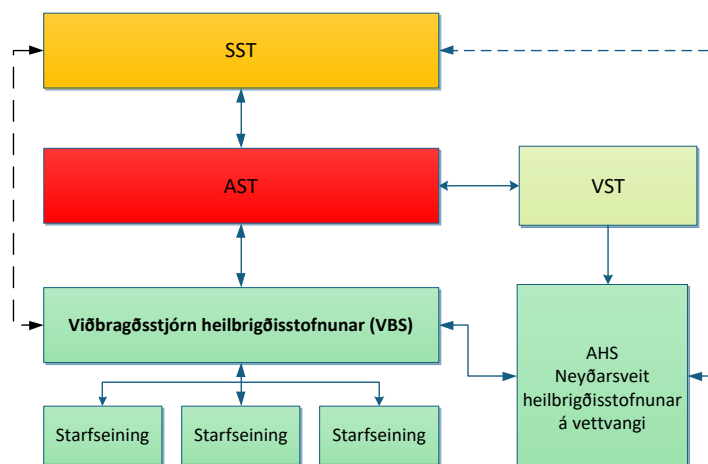 SST
AST
VST
Viðbragðsstjórn heilbrigðisstofnunar (VBS)
AHS
Neyðarsveit
heilbrigðisstofnunar
á vettvangi
Starfseining
Starfseining
Starfseining